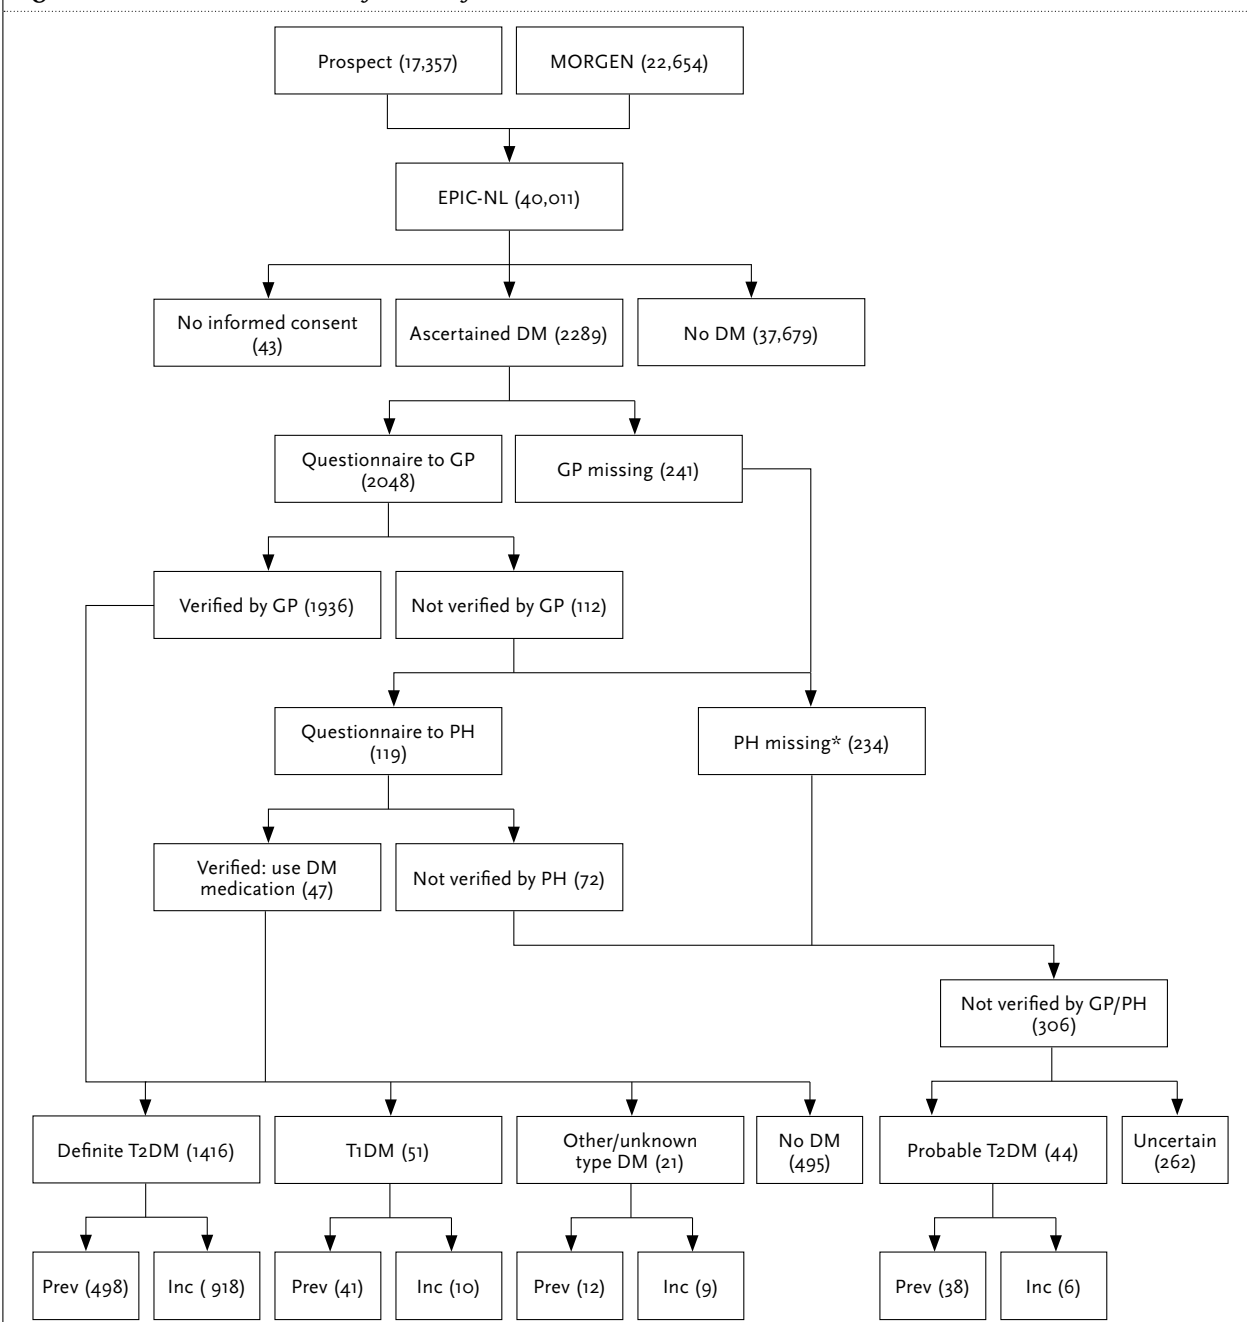 Prospect (17,357)
MORGEN (22,654)
EPIC-NL (40,011)
No informed consent
(43)
Ascertained DM (2289)
No DM (37,679)
Questionnaire to GP
(2048)
GP missing (241)
Verified by GP (1936)
Not verified by GP (112)
Questionnaire to PH
(119)
PH missing* (234)
Verified: use DM
medication (47)
Not verified by PH (72)
Not verified by GP/PH
(306)
Definite T2DM (1416)
T1DM (51)
Other/unknown
type DM (21)
No DM
(495)
Probable T2DM (44)
Uncertain
(262)
Prev (498)
Inc ( 918)
Prev (41)
Inc (10)
Prev (12)
Inc (9)
Prev (38)
Inc (6)